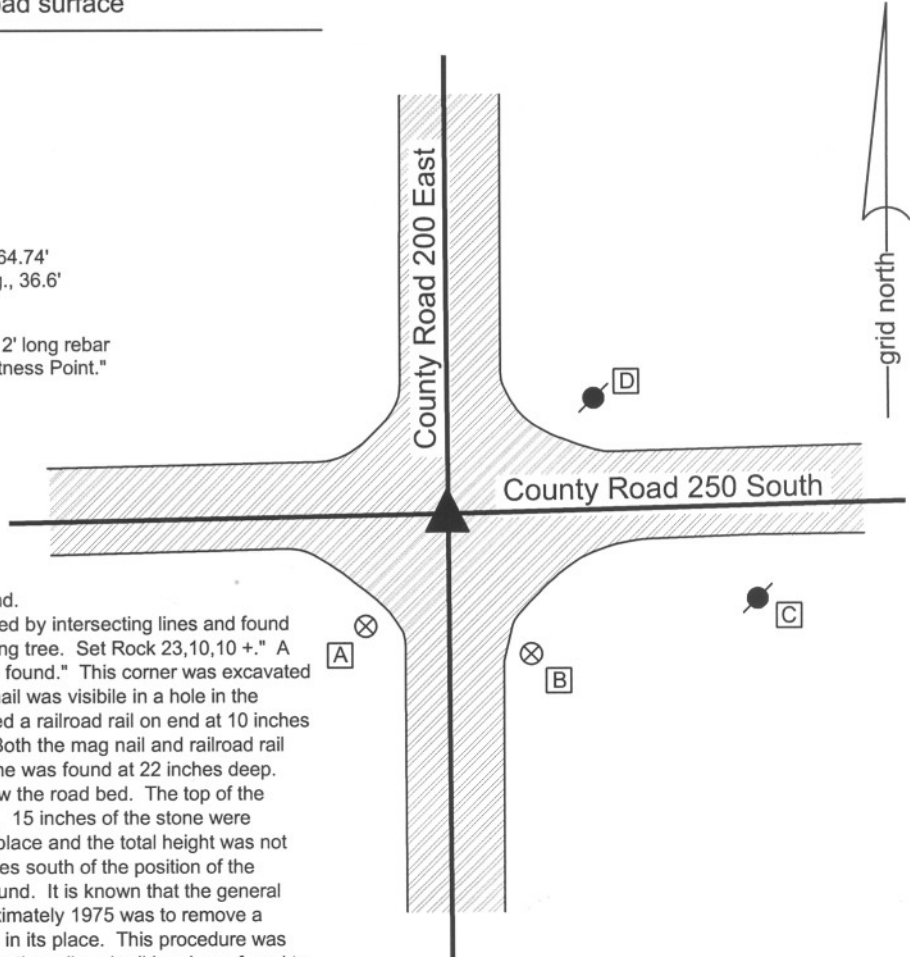 oad surface
64.74'
g., 36.6'
2' long rebar
tness Point."
County Road 200 East
grid north
D
County Road 250 South
C
A
B
nd.
ed by intersecting lines and found
ng tree. Set Rock 23,10,10 +." A
found." This corner was excavated
nail was visibile in a hole in the
ed a railroad rail on end at 10 inches
Both the mag nail and railroad rail
ne was found at 22 inches deep.
w the road bed. The top of the
15 inches of the stone were
place and the total height was not
es south of the position of the
und. It is known that the general
ximately 1975 was to remove a
in its place. This procedure was